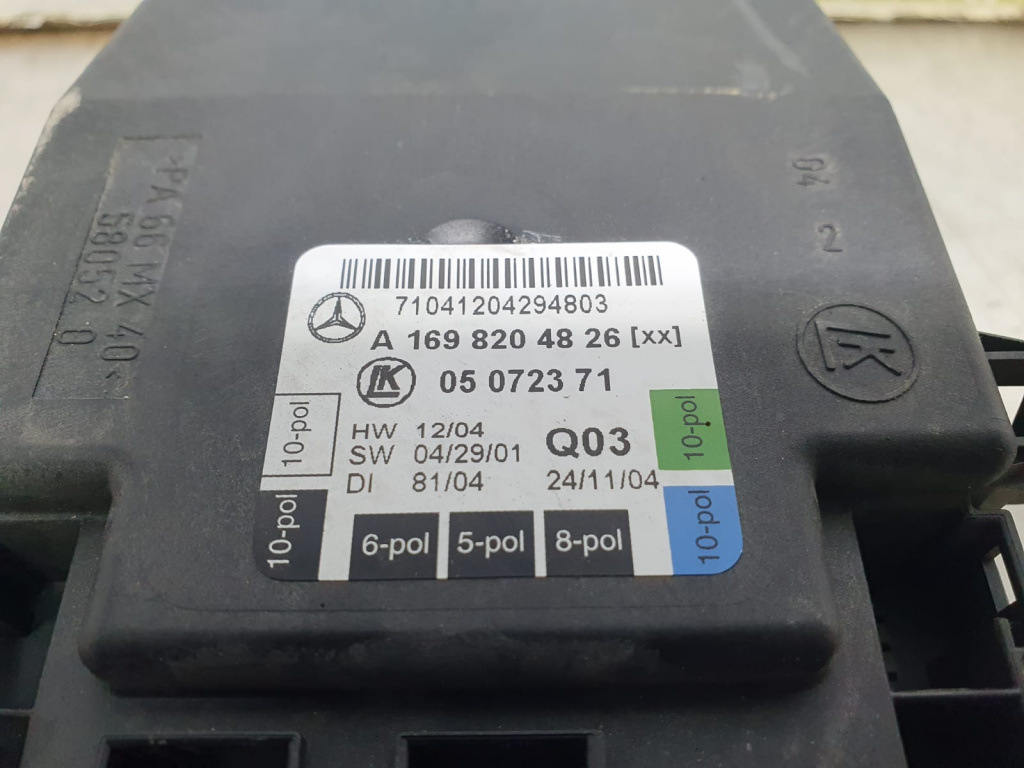 >PA 66 MX 40<
58052 0
04
2
LK
71041204294803
A 169 820 48 26 [xx]
LK 05 0723 71
HW 12/04 Q03
SW 04/29/01
DI 81/04 24/11/04
10-pol
10-pol
10-pol
10-pol
6-pol 5-pol 8-pol